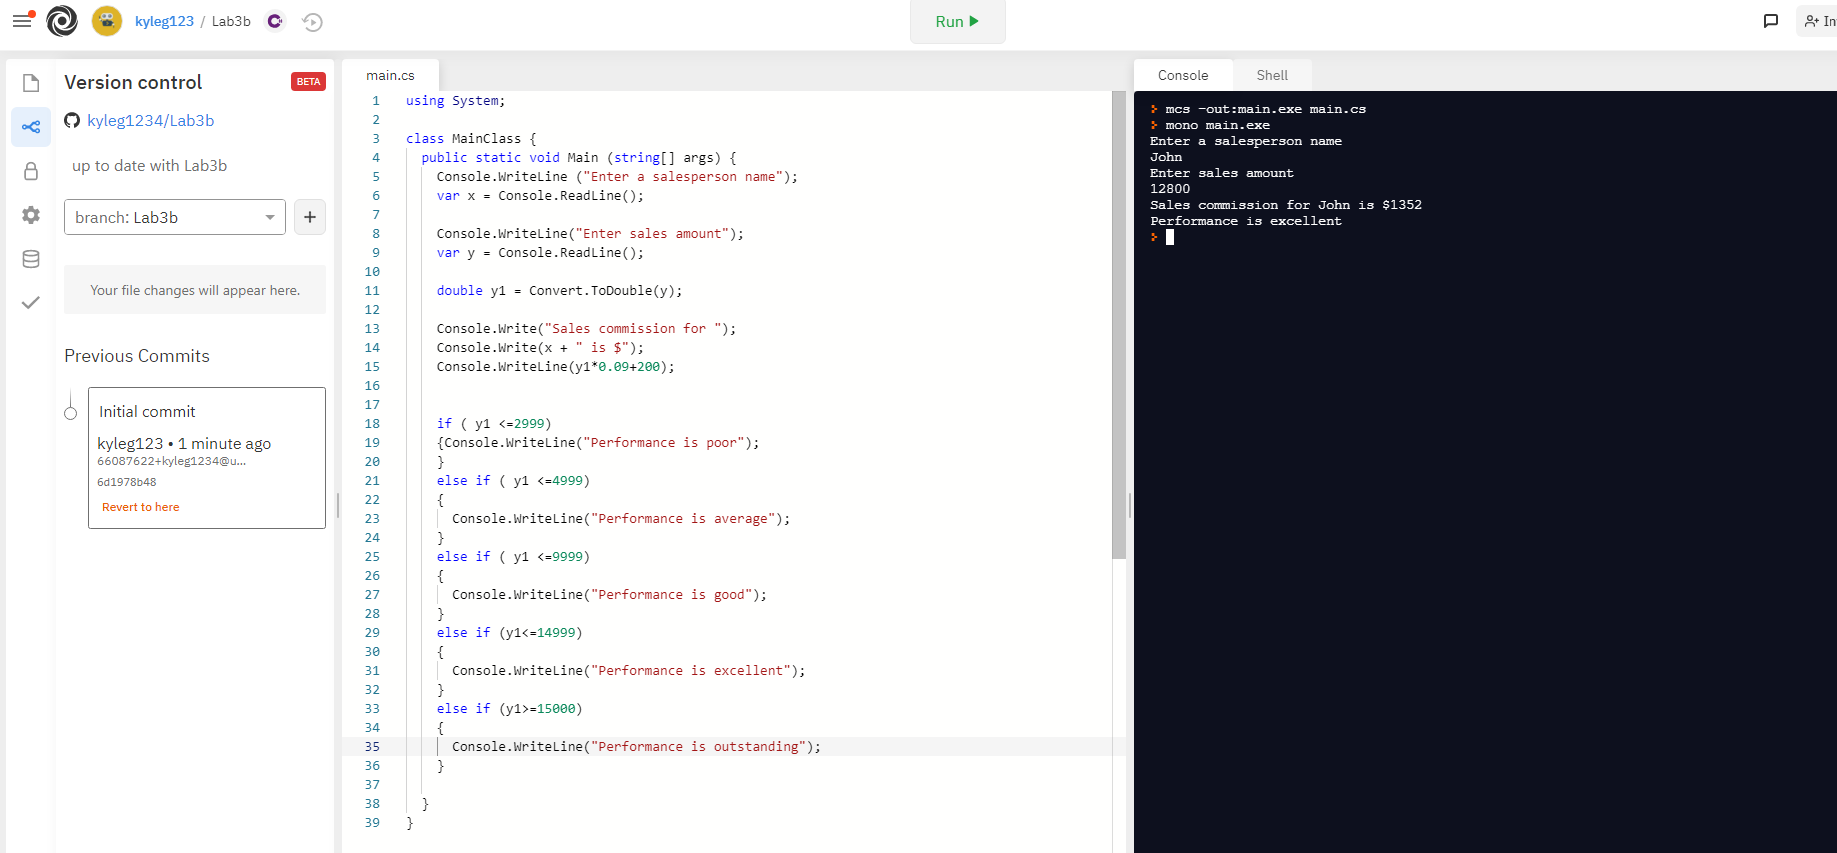 kyleg123 / Lab3b
Run
Version control
BETA
kyleg1234/Lab3b
up to date with Lab3b
branch: Lab3b
+
Your file changes will appear here.
Previous Commits
Initial commit
kyleg123 • 1 minute ago
66087622+kyleg1234@u...
6d1978b48
Revert to here
main.cs
1 using System;
2
3 class MainClass {
4 public static void Main (string[] args) {
5 Console.WriteLine ("Enter a salesperson name");
6 var x = Console.ReadLine();
7
8 Console.WriteLine("Enter sales amount");
9 var y = Console.ReadLine();
10
11 double y1 = Convert.ToDouble(y);
12
13 Console.Write("Sales commission for ");
14 Console.Write(x + " is $");
15 Console.WriteLine(y1*0.09+200);
16
17
18 if ( y1 <=2999)
19 {Console.WriteLine("Performance is poor");
20 }
21 else if ( y1 <=4999)
22 {
23 Console.WriteLine("Performance is average");
24 }
25 else if ( y1 <=9999)
26 {
27 Console.WriteLine("Performance is good");
28 }
29 else if (y1<=14999)
30 {
31 Console.WriteLine("Performance is excellent");
32 }
33 else if (y1>=15000)
34 {
35 Console.WriteLine("Performance is outstanding");
36 }
37
38 }
39 }
Console
Shell
mcs -out:main.exe main.cs
mono main.exe
Enter a salesperson name
John
Enter sales amount
12800
Sales commission for John is $1352
Performance is excellent